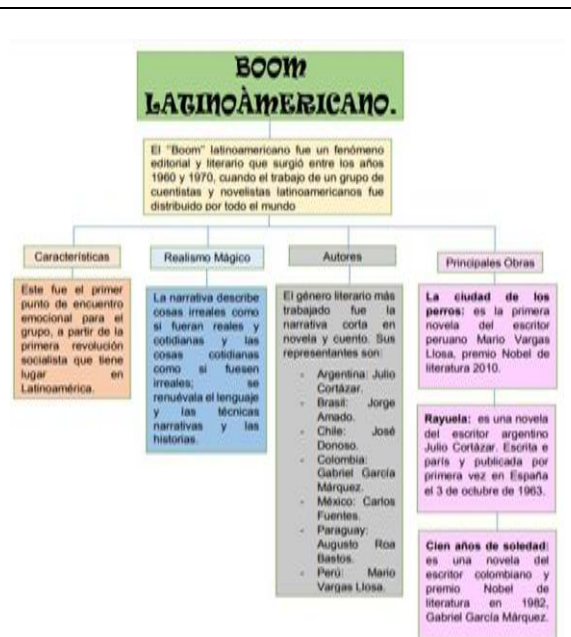 BOOM
LATINOÀMERICANO.
El "Boom" latinoamericano fue un fenómeno
editorial y literario que surgió entre los años
1960 y 1970, cuando el trabajo de un grupo de
cuentistas y novelistas latinoamericanos fue
distribuido por todo el mundo
Características
Este fue el primer
punto de encuentro
emocional para el
grupo, a partir de la
primera revolución
socialista que tiene
lugar en
Latinoamérica.
Realismo Mágico
La narrativa describe
cosas irreales como
si fueran reales y
cotidianas y las
cosas cotidianas
como si fuesen
irreales; se
renuévala el lenguaje
y las técnicas
narrativas y las
historias.
Autores
El género literario más
trabajado fue la
narrativa corta en
novela y cuento. Sus
representantes son:
- Argentina: Julio
Cortázar.
- Brasil: Jorge
Amado.
- Chile: José
Donoso.
- Colombia:
Gabriel García
Márquez.
- México: Carlos
Fuentes.
- Paraguay:
Augusto Roa
Bastos.
- Perú: Mario
Vargas Llosa.
Principales Obras
La ciudad de los
perros: es la primera
novela del escritor
peruano Mario Vargas
Llosa, premio Nobel de
literatura 2010.
Rayuela: es una novela
del escritor argentino
Julio Cortázar. Escrita e
parís y publicada por
primera vez en España
el 3 de octubre de 1963.
Cien años de soledad:
es una novela del
escritor colombiano y
premio Nobel de
literatura en 1982,
Gabriel García Márquez.